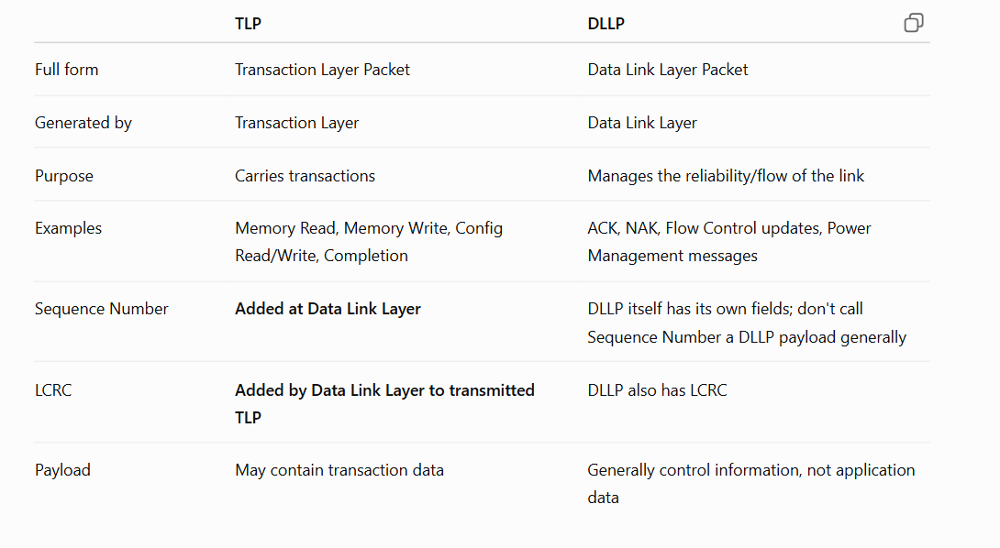 TLP DLLP
Full form Transaction Layer Packet Data Link Layer Packet
Generated by Transaction Layer Data Link Layer
Purpose Carries transactions Manages the reliability/flow of the link
Examples Memory Read, Memory Write, Config ACK, NAK, Flow Control updates, Power
Read/Write, Completion Management messages
Sequence Number Added at Data Link Layer DLLP itself has its own fields; don't call
Sequence Number a DLLP payload generally
LCRC Added by Data Link Layer to transmitted DLLP also has LCRC
TLP
Payload May contain transaction data Generally control information, not application
data